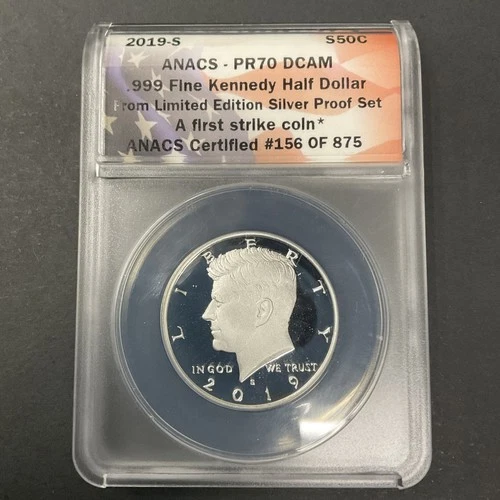 2019-S S50C
ANACS - PR70 DCAM
.999 Fine Kennedy Half Dollar
From Limited Edition Silver Proof Set
A first strike coin*
ANACS Certified #156 OF 875
LIBERTY
IN GOD WE TRUST
S
2019